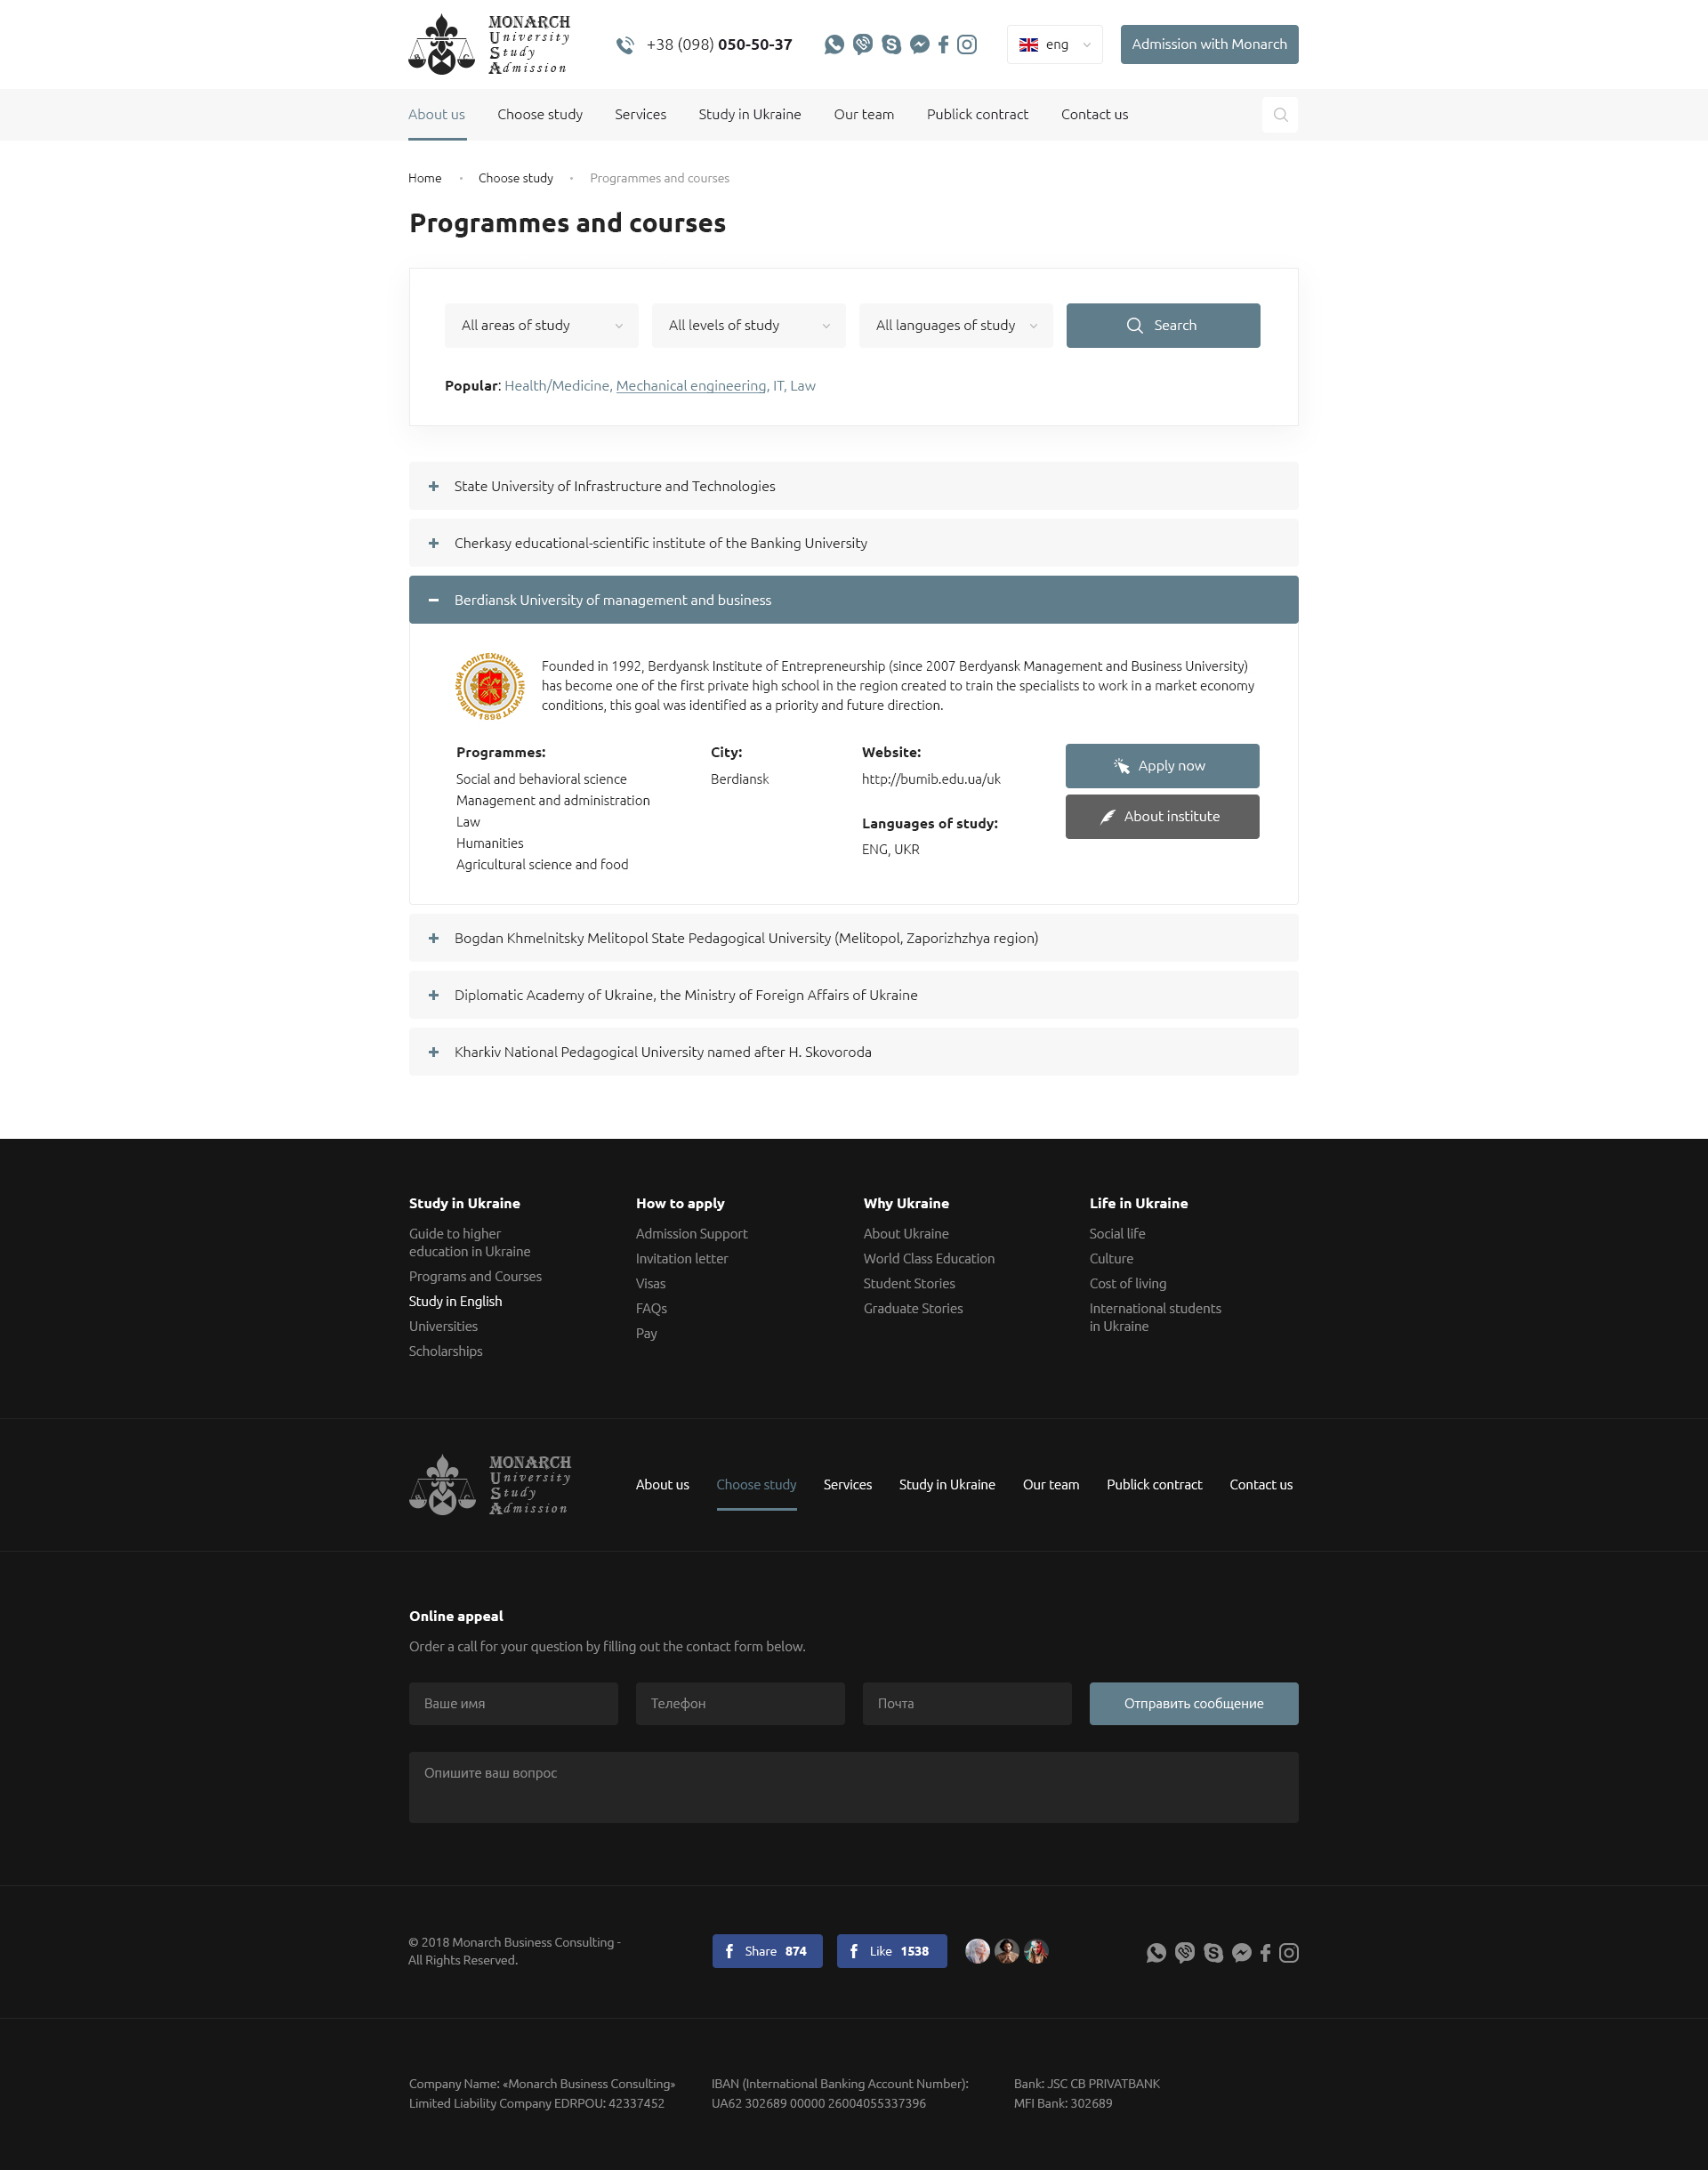 MONARCH
University
Study
Admission
+38 (098) 050-50-37
eng
Admission with Monarch
About us
Choose study
Services
Study in Ukraine
Our team
Publick contract
Contact us
Home
Choose study
Programmes and courses
Programmes and courses
All areas of study
All levels of study
All languages of study
Search
Popular: Health/Medicine, Mechanical engineering, IT, Law
State University of Infrastructure and Technologies
Cherkasy educational-scientific institute of the Banking University
Berdiansk University of management and business
Founded in 1992, Berdyansk Institute of Entrepreneurship (since 2007 Berdyansk Management and Business University)
has become one of the first private high school in the region created to train the specialists to work in a market economy
conditions, this goal was identified as a priority and future direction.
Programmes:
Social and behavioral science
Management and administration
Law
Humanities
Agricultural science and food
City:
Berdiansk
Website:
http://bumib.edu.ua/uk
Languages of study:
ENG, UKR
Apply now
About institute
Bogdan Khmelnitsky Melitopol State Pedagogical University (Melitopol, Zaporizhzhya region)
Diplomatic Academy of Ukraine, the Ministry of Foreign Affairs of Ukraine
Kharkiv National Pedagogical University named after H. Skovoroda
Study in Ukraine
Guide to higher
education in Ukraine
Programs and Courses
Study in English
Universities
Scholarships
How to apply
Admission Support
Invitation letter
Visas
FAQs
Pay
Why Ukraine
About Ukraine
World Class Education
Student Stories
Graduate Stories
Life in Ukraine
Social life
Culture
Cost of living
International students
in Ukraine
MONARCH
University
Study
Admission
About us
Choose study
Services
Study in Ukraine
Our team
Publick contract
Contact us
Online appeal
Order a call for your question by filling out the contact form below.
Ваше имя
Телефон
Почта
Отправить сообщение
Опишите ваш вопрос
© 2018 Monarch Business Consulting -
All Rights Reserved.
Share 874
Like 1538
Company Name: «Monarch Business Consulting»
Limited Liability Company EDRPOU: 42337452
IBAN (International Banking Account Number):
UA62 302689 00000 26004055337396
Bank: JSC CB PRIVATBANK
MFI Bank: 302689